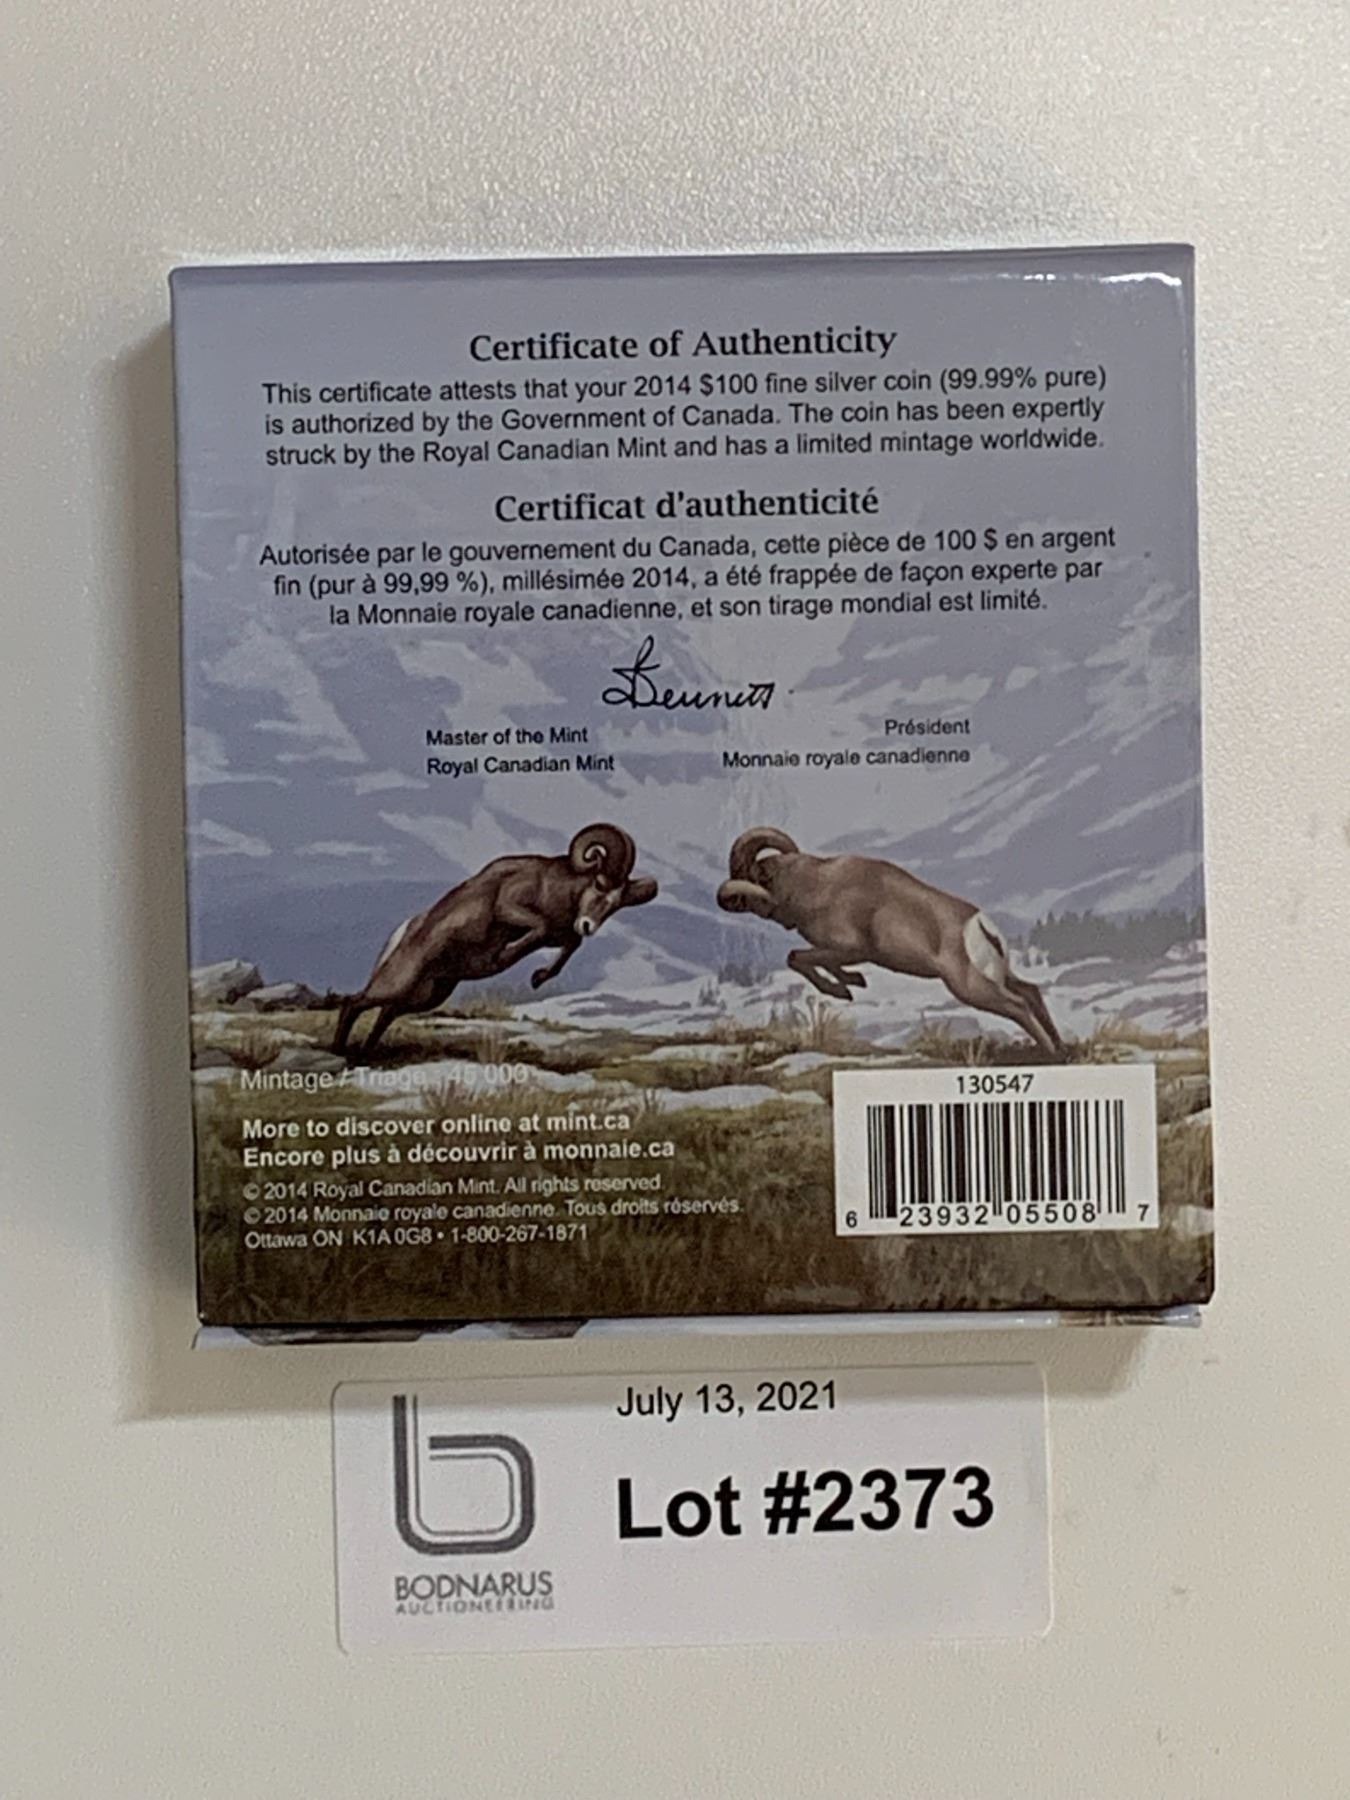 Certificate of Authenticity
This certificate attests that your 2014 $100 fine silver coin (99.99% pure)
is authorized by the Government of Canada. The coin has been expertly
struck by the Royal Canadian Mint and has a limited mintage worldwide.
Certificat d'authenticité
Autorisée par le gouvernement du Canada, cette pièce de 100 $ en argent
fin (pur à 99,99 %), millésimée 2014, a été frappée de façon experte par
la Monnaie royale canadienne, et son tirage mondial est limité.
Bennett
Master of the Mint
Royal Canadian Mint
Président
Monnaie royale canadienne
Mintage / Triage : 45 000
More to discover online at mint.ca
Encore plus à découvrir à monnaie.ca
© 2014 Royal Canadian Mint. All rights reserved.
© 2014 Monnaie royale canadienne. Tous droits réservés.
Ottawa ON K1A 0G8 • 1-800-267-1871
130547
6 23932 05508 7
July 13, 2021
Lot #2373
BODNARUS
AUCTIONEERING